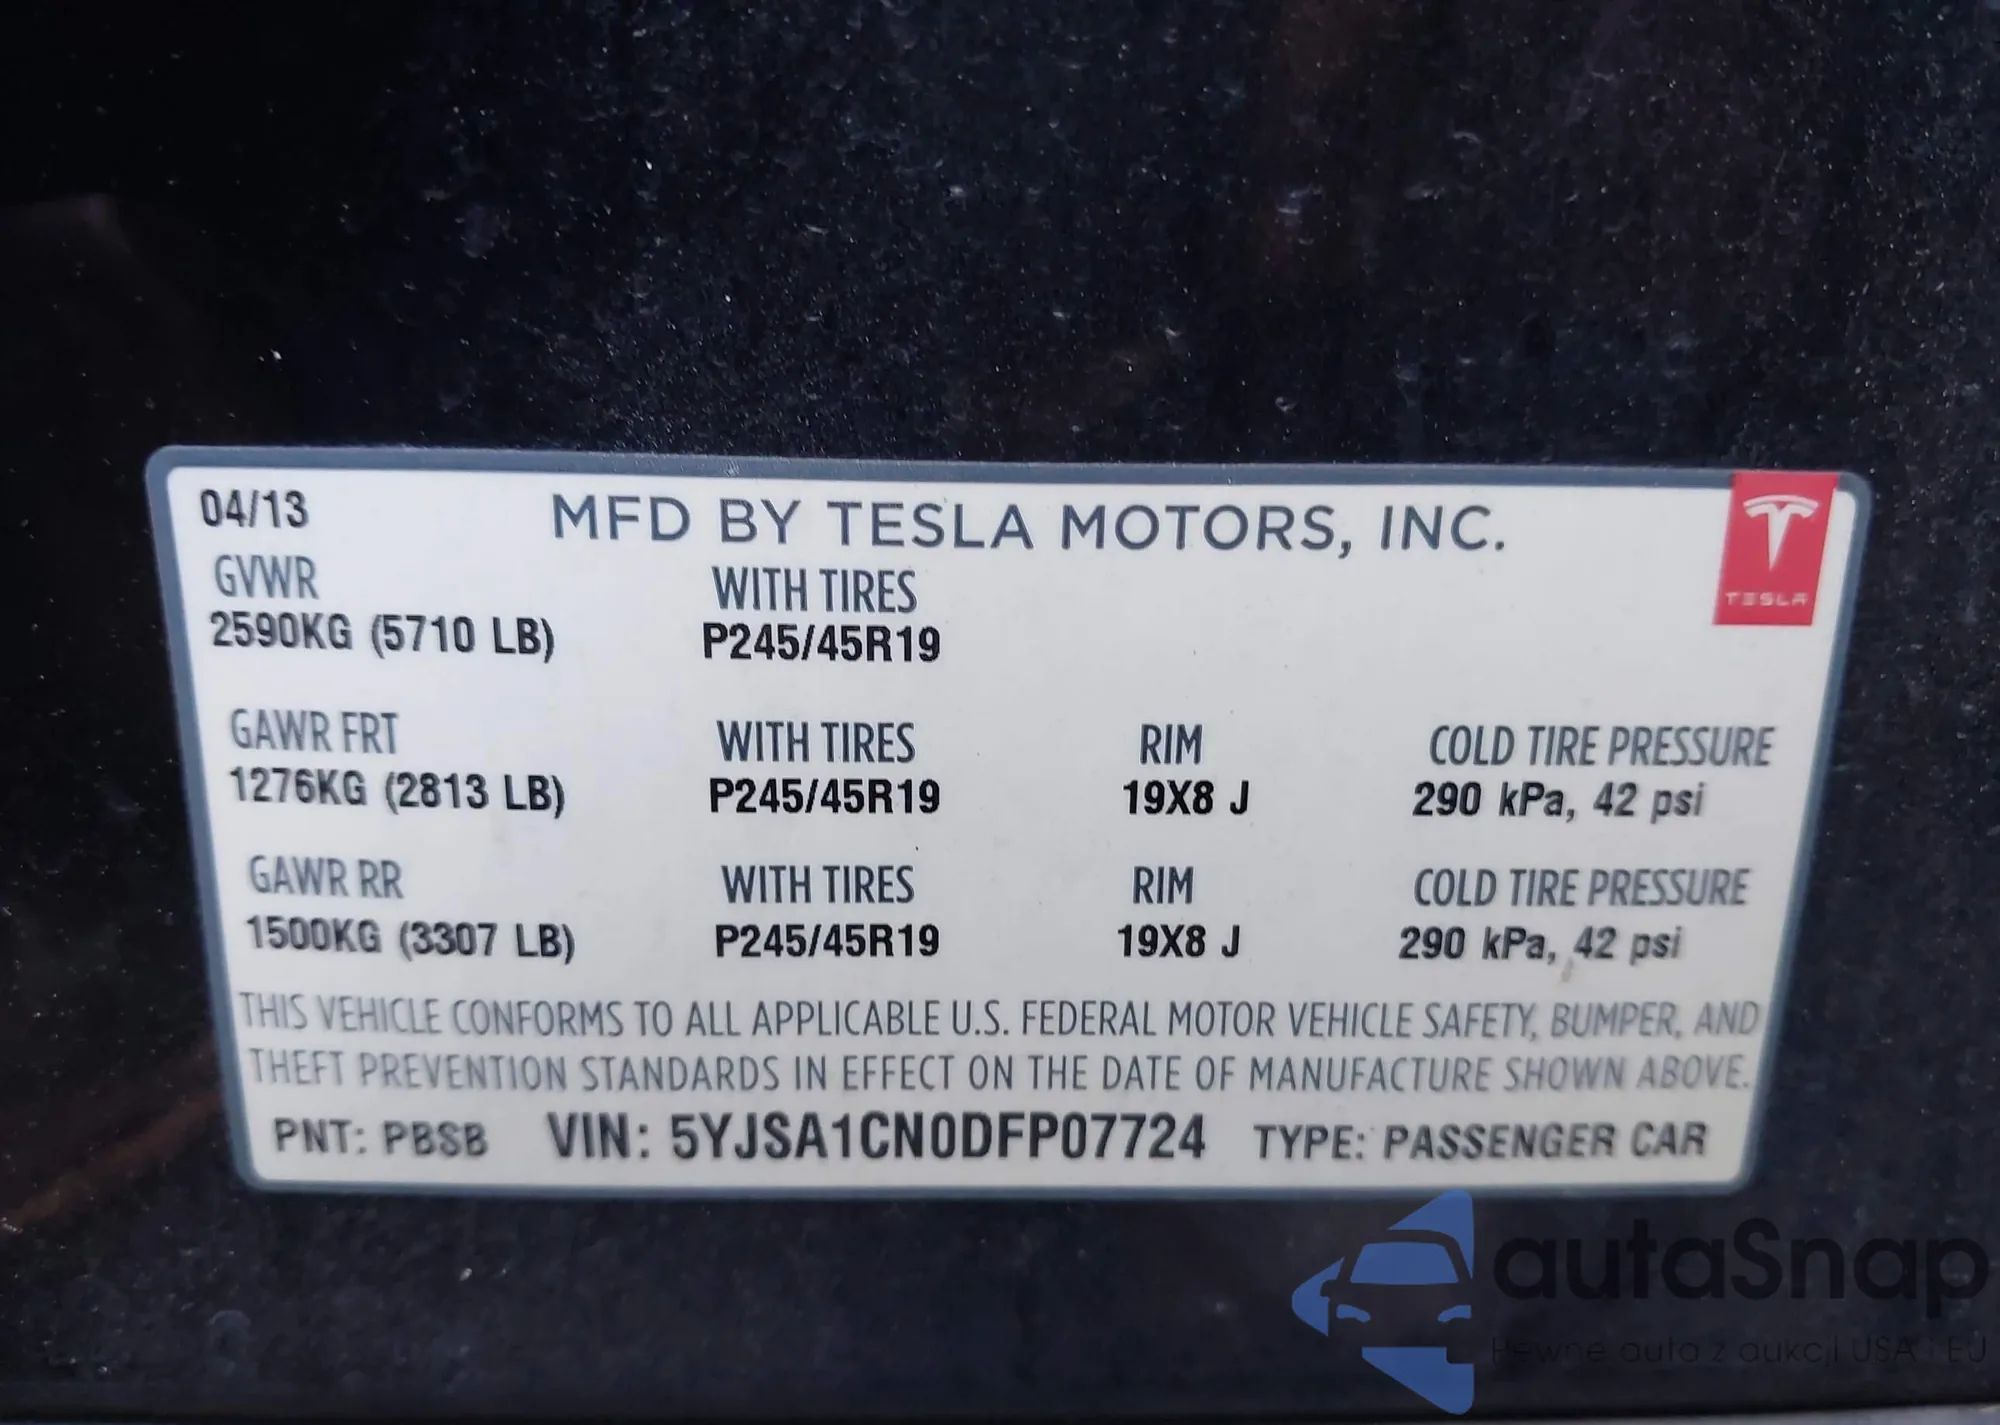 04/13 MFD BY TESLA MOTORS, INC.
TESLA
GVWR WITH TIRES
2590KG (5710 LB) P245/45R19
GAWR FRT WITH TIRES RIM COLD TIRE PRESSURE
1276KG (2813 LB) P245/45R19 19X8 J 290 kPa, 42 psi
GAWR RR WITH TIRES RIM COLD TIRE PRESSURE
1500KG (3307 LB) P245/45R19 19X8 J 290 kPa, 42 psi
THIS VEHICLE CONFORMS TO ALL APPLICABLE U.S. FEDERAL MOTOR VEHICLE SAFETY, BUMPER, AND
THEFT PREVENTION STANDARDS IN EFFECT ON THE DATE OF MANUFACTURE SHOWN ABOVE.
PNT: PBSB VIN: 5YJSA1CN0DFP07724 TYPE: PASSENGER CAR
autaSnap
auta z aukcji USA EU